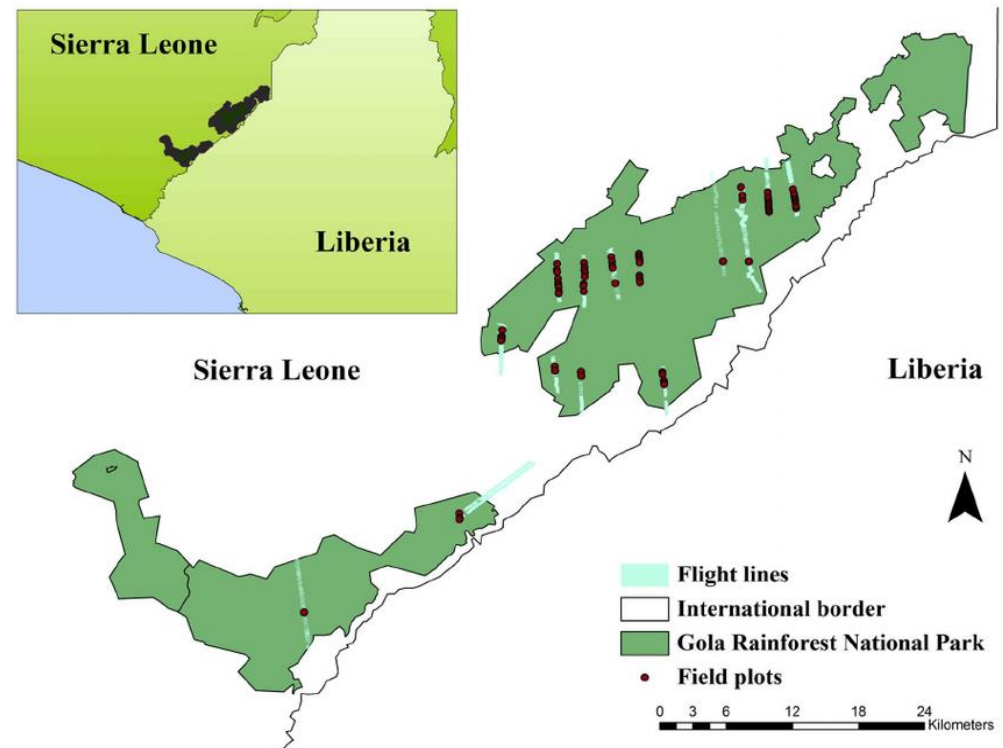 Sierra Leone
Liberia
Sierra Leone
Liberia
N
Flight lines
International border
Gola Rainforest National Park
Field plots
0 3 6 12 18 24
Kilometers